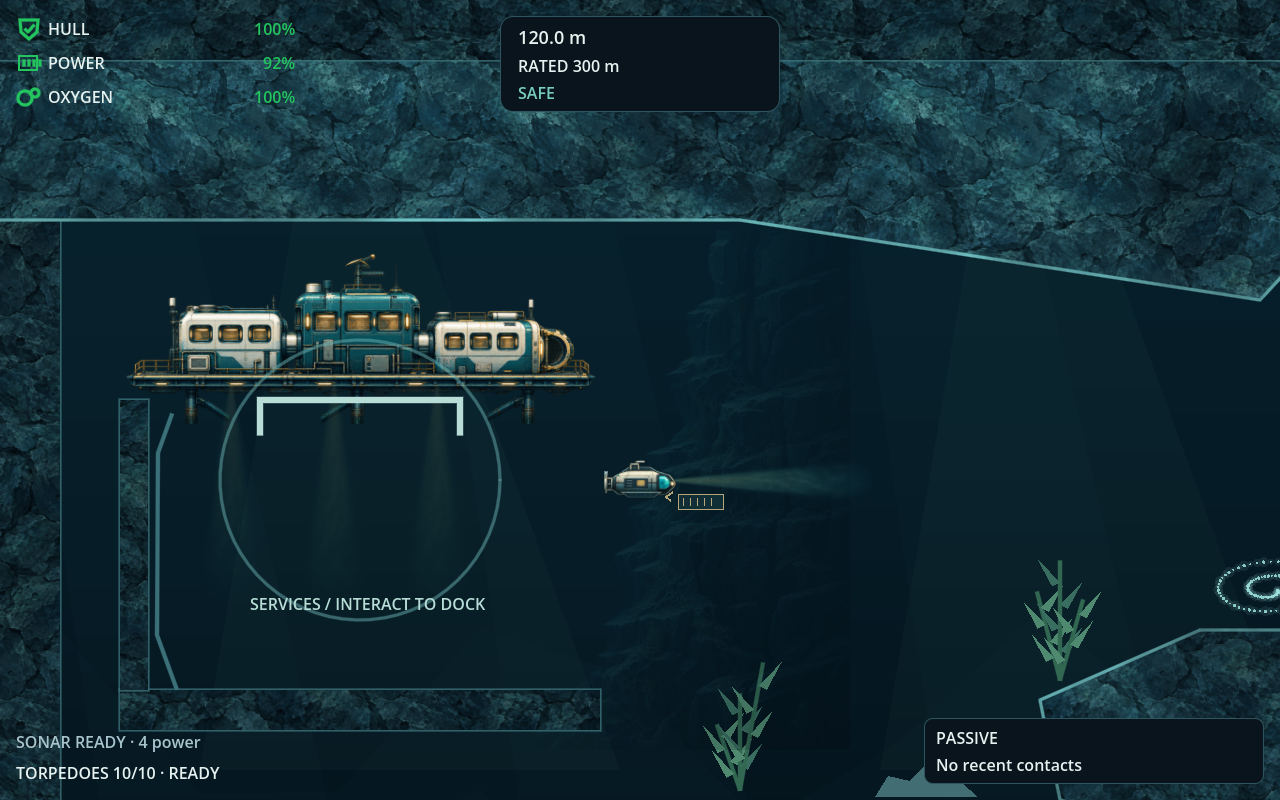 HULL 100%
POWER 92%
OXYGEN 100%
120.0 m
RATED 300 m
SAFE
SERVICES / INTERACT TO DOCK
SONAR READY · 4 power
TORPEDOES 10/10 · READY
PASSIVE
No recent contacts